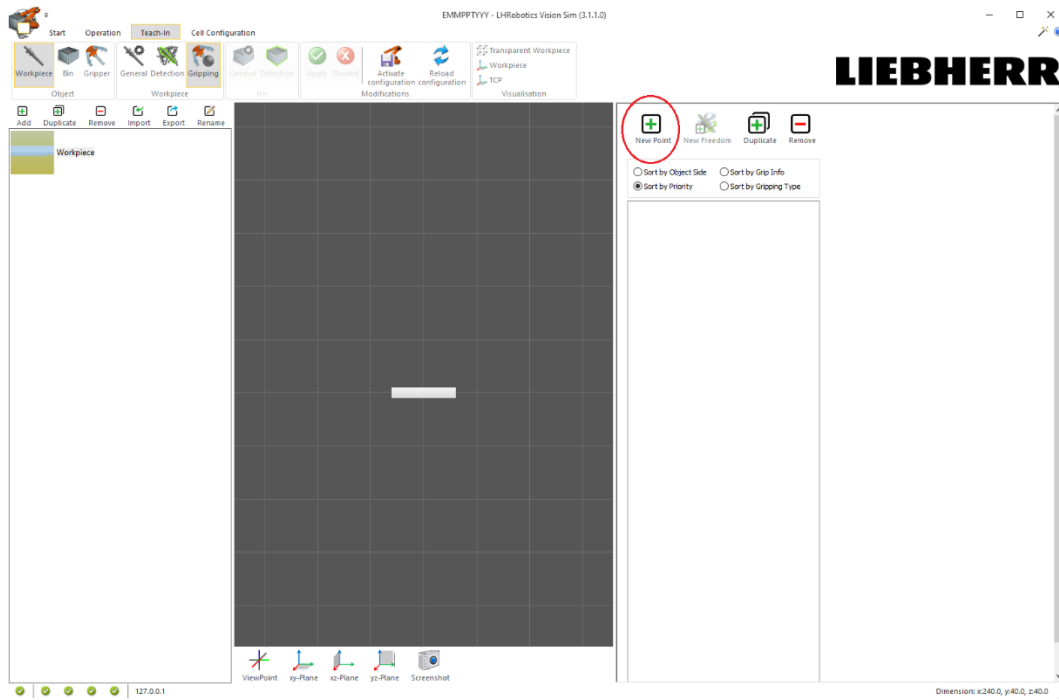 EMMPPTYYY - LHRobotics Vision Sim (3.1.1.0)
Start Operation Teach-In Cell Configuration
Workpiece Bin Gripper General Detection Gripping General Detection Apply Discard Activate configuration Reload configuration
Transparent Workpiece
Workpiece
TCP
Object Workpiece Bin Modifications Visualisation
LIEBHERR
Add Duplicate Remove Import Export Rename
Workpiece
New Point New Freedom Duplicate Remove
Sort by Object Side Sort by Grip Info
Sort by Priority Sort by Gripping Type
ViewPoint xy-Plane xz-Plane yz-Plane Screenshot
127.0.0.1
Dimension: x:240.0, y:40.0, z:40.0